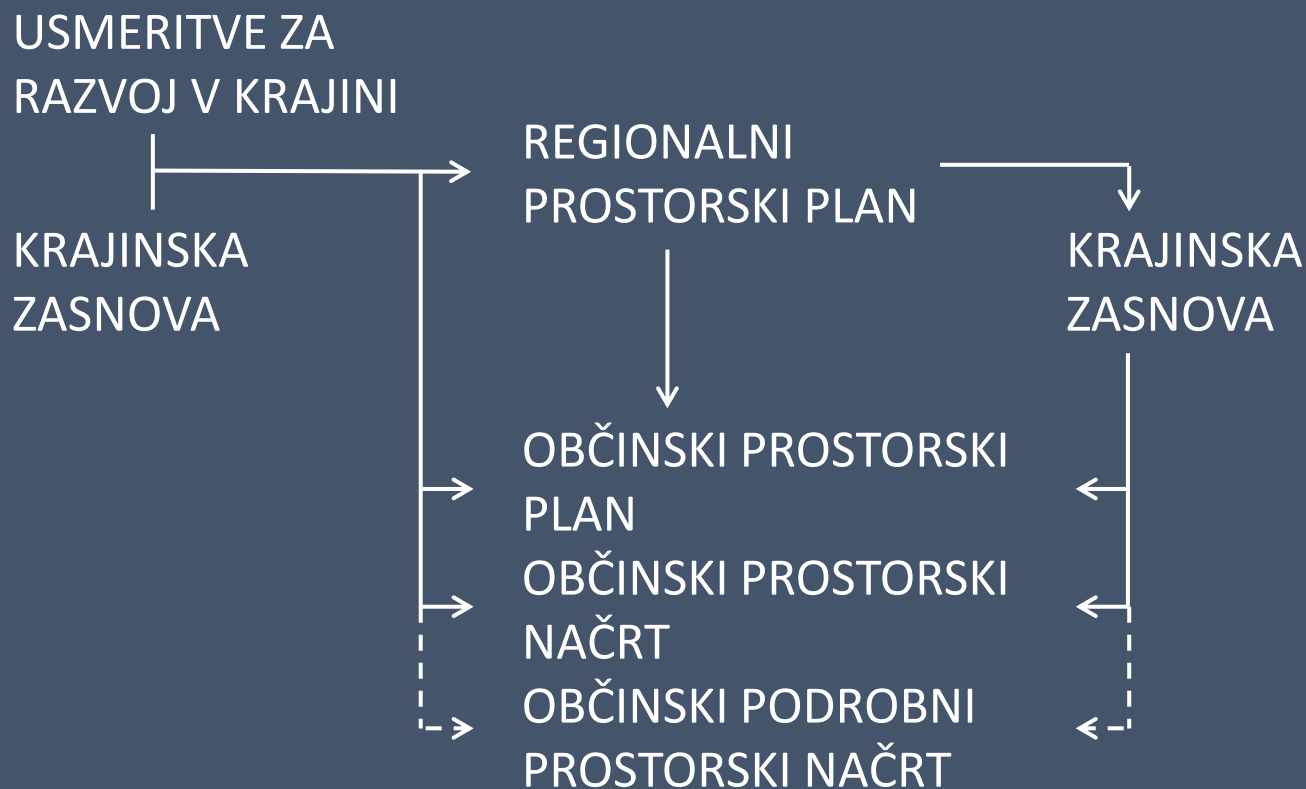 USMERITVE ZA
RAZVOJ V KRAJINI
KRAJINSKA
ZASNOVA
REGIONALNI
PROSTORSKI PLAN
KRAJINSKA
ZASNOVA
OBČINSKI PROSTORSKI
PLAN
OBČINSKI PROSTORSKI
NAČRT
OBČINSKI PODROBNI
PROSTORSKI NAČRT